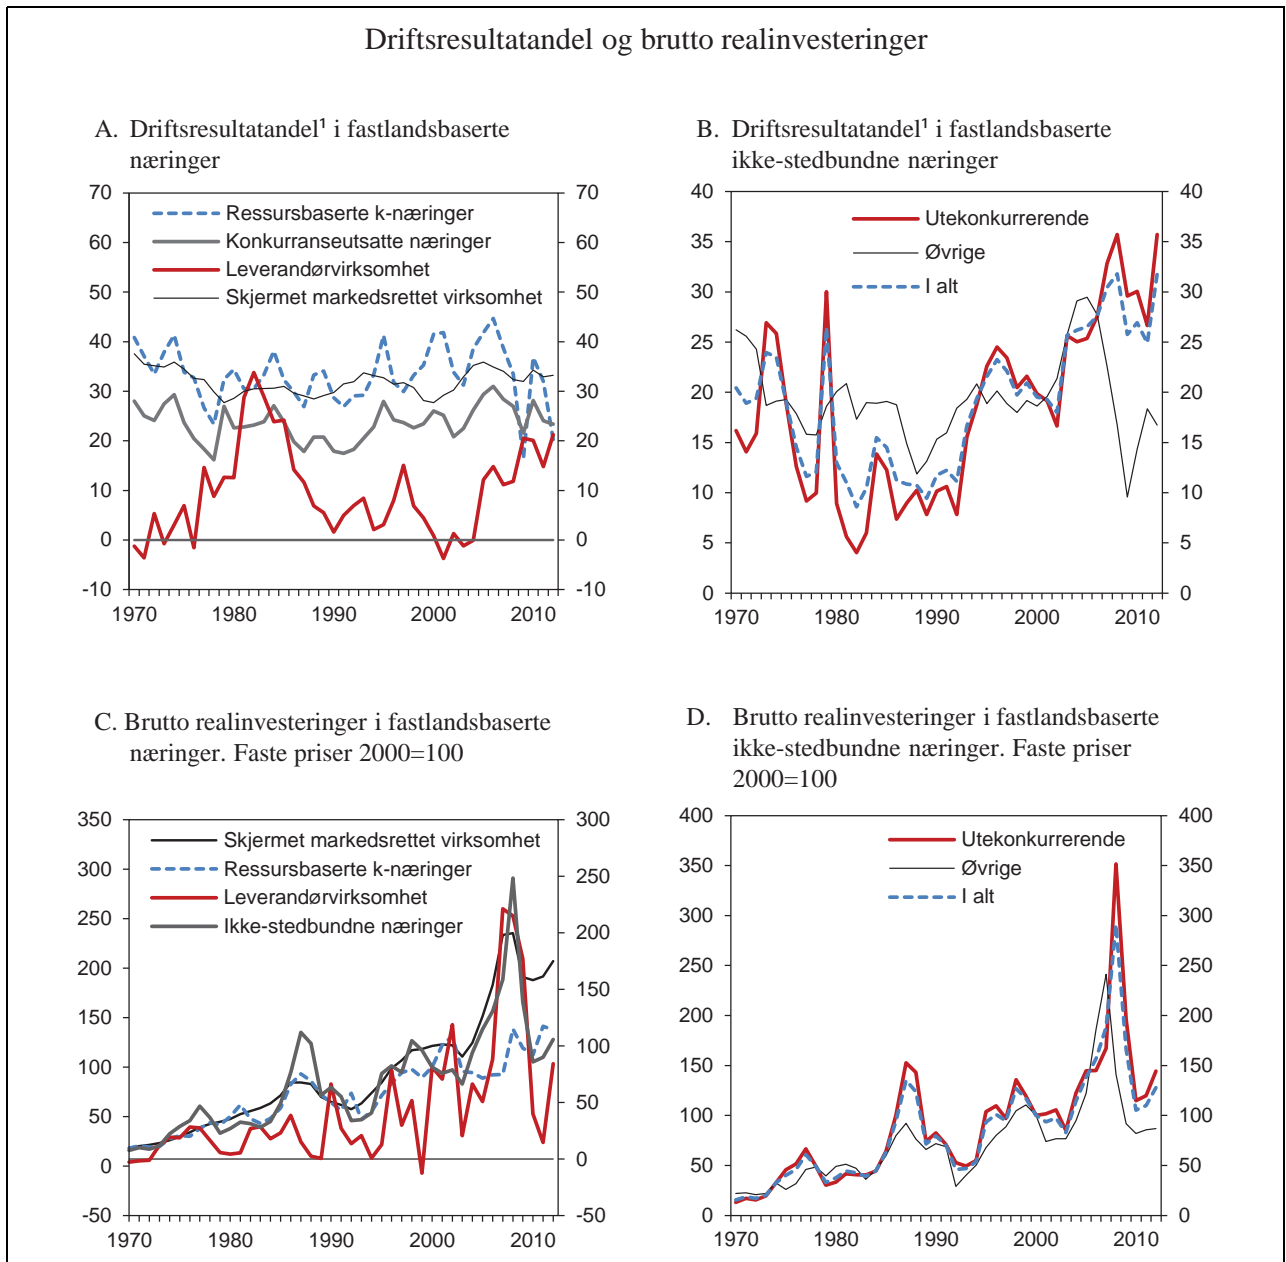 Driftsresultatandel og brutto realinvesteringer
A. Driftsresultatandel¹ i fastlandsbaserte
næringer
70 70
60 60
50 50
40 40
30 30
20 20
10 10
0 0
-10 -10
1970 1980 1990 2000 2010
Ressursbaserte k-næringer
Konkurranseutsatte næringer
Leverandørvirksomhet
Skjermet markedsrettet virksomhet
B. Driftsresultatandel¹ i fastlandsbaserte
ikke-stedbundne næringer
40 40
35 35
30 30
25 25
20 20
15 15
10 10
5 5
0 0
1970 1980 1990 2000 2010
Utekonkurrerende
Øvrige
I alt
C. Brutto realinvesteringer i fastlandsbaserte
næringer. Faste priser 2000=100
350 300
300 250
250 200
200 150
150 100
100 50
50 0
0 -50
-50
1970 1980 1990 2000 2010
Skjermet markedsrettet virksomhet
Ressursbaserte k-næringer
Leverandørvirksomhet
Ikke-stedbundne næringer
D. Brutto realinvesteringer i fastlandsbaserte
ikke-stedbundne næringer. Faste priser
2000=100
400 400
350 350
300 300
250 250
200 200
150 150
100 100
50 50
0 0
1970 1980 1990 2000 2010
Utekonkurrerende
Øvrige
I alt